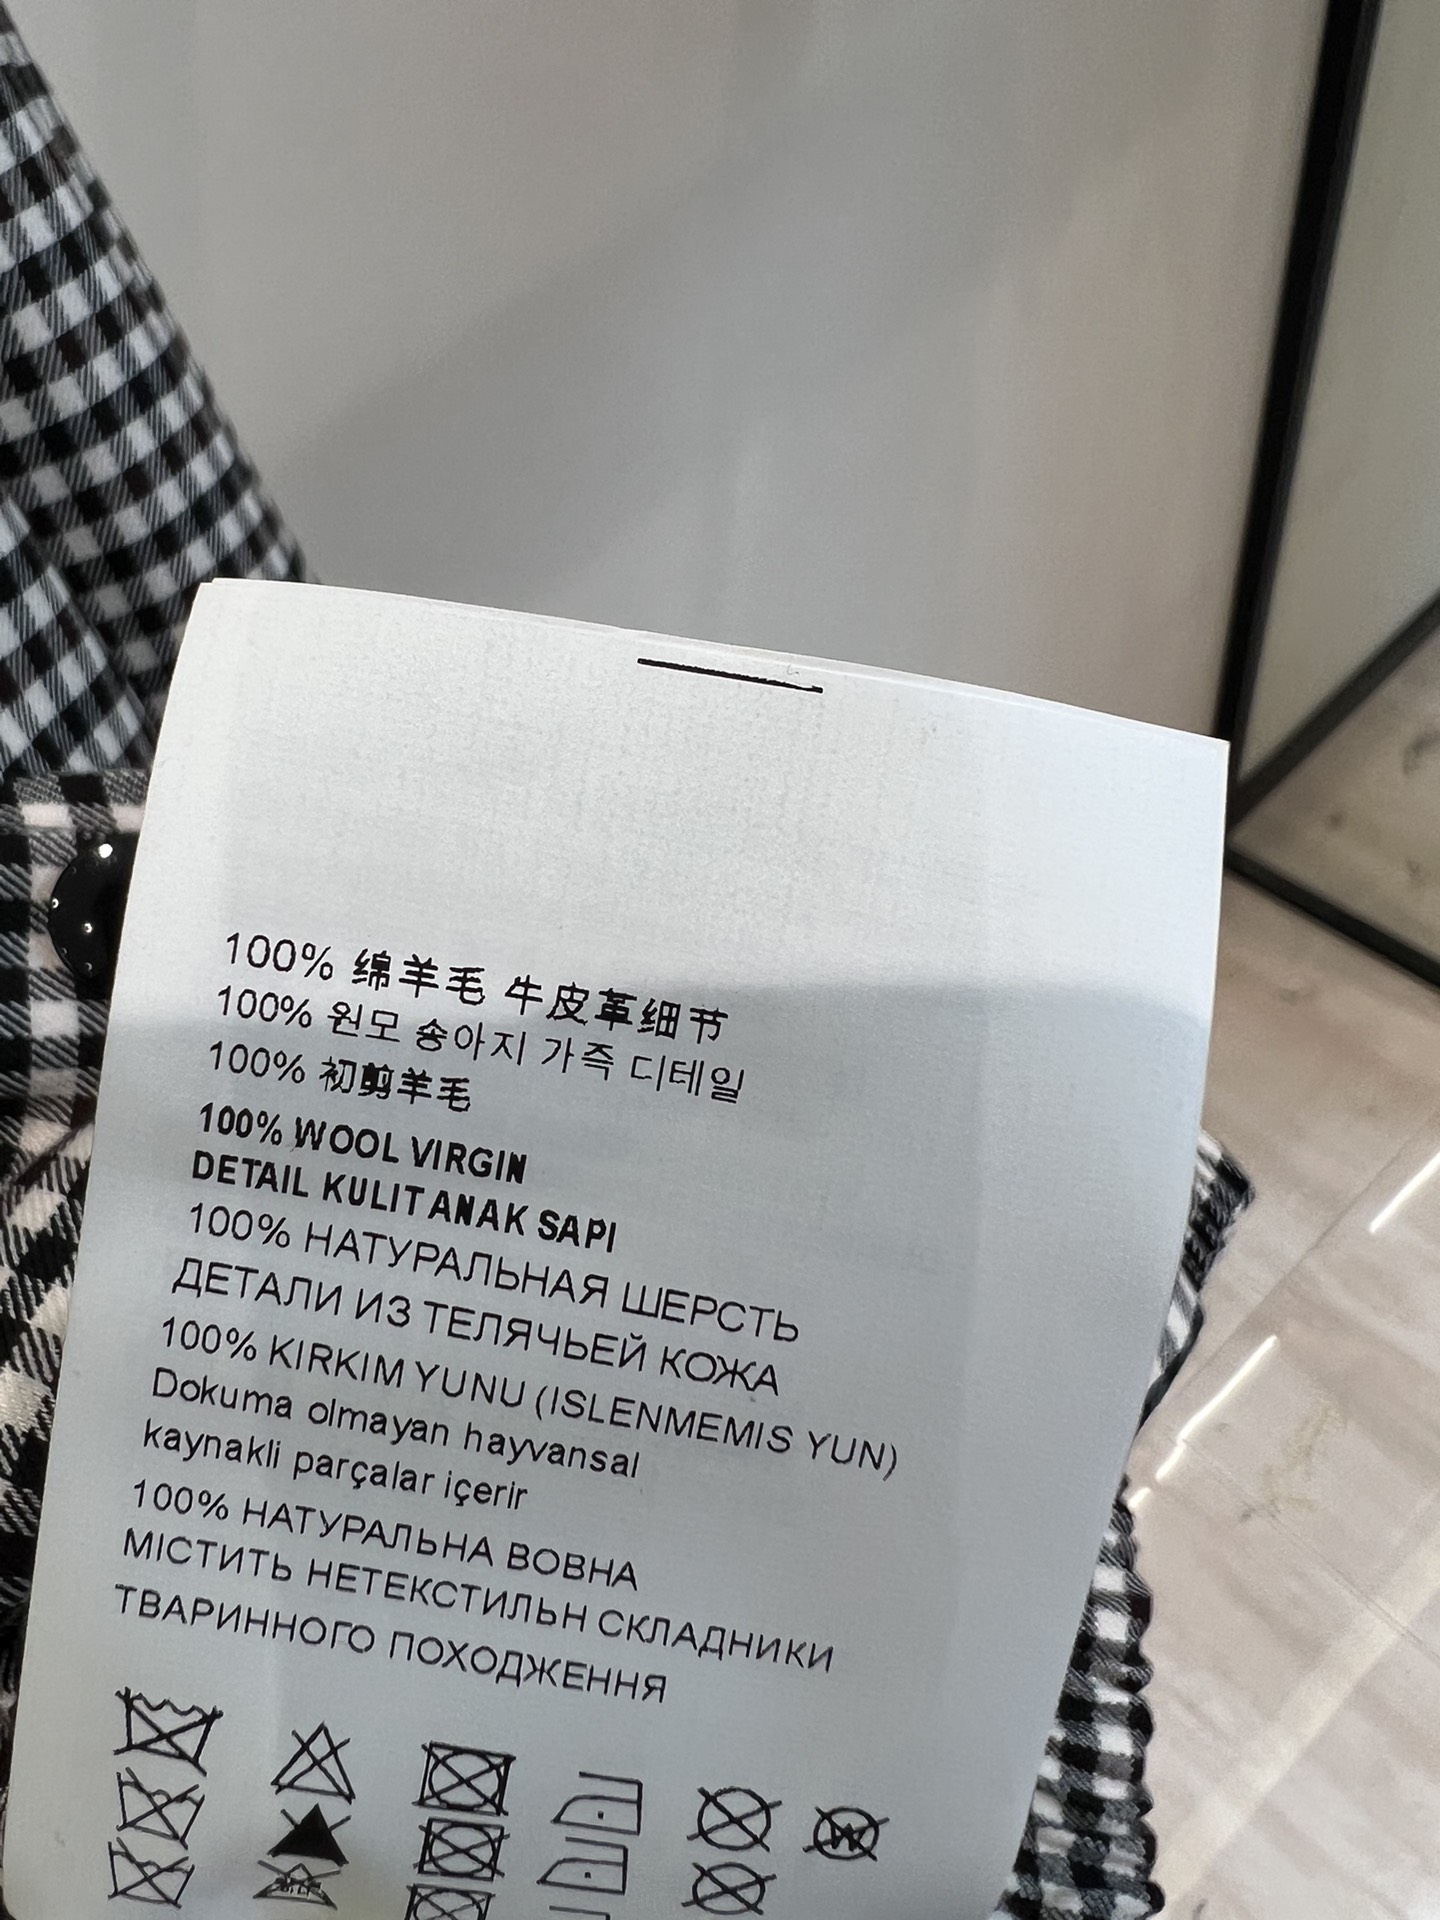 100% 绵羊毛 牛皮革细节
100% 원모 송아지 가죽 디테일
100% 初剪羊毛
100% WOOL VIRGIN
DETAIL KULIT ANAK SAPI
100% НАТУРАЛЬНАЯ ШЕРСТЬ
ДЕТАЛИ ИЗ ТЕЛЯЧЬЕЙ КОЖА
100% KIRKIM YUNU (ISLENMEMIS YUN)
Dokuma olmayan hayvansal
kaynakli parçalar içerir
100% НАТУРАЛЬНА ВОВНА
МІСТИТЬ НЕТЕКСТИЛЬН СКЛАДНИКИ
ТВАРИННОГО ПОХОДЖЕННЯ
W